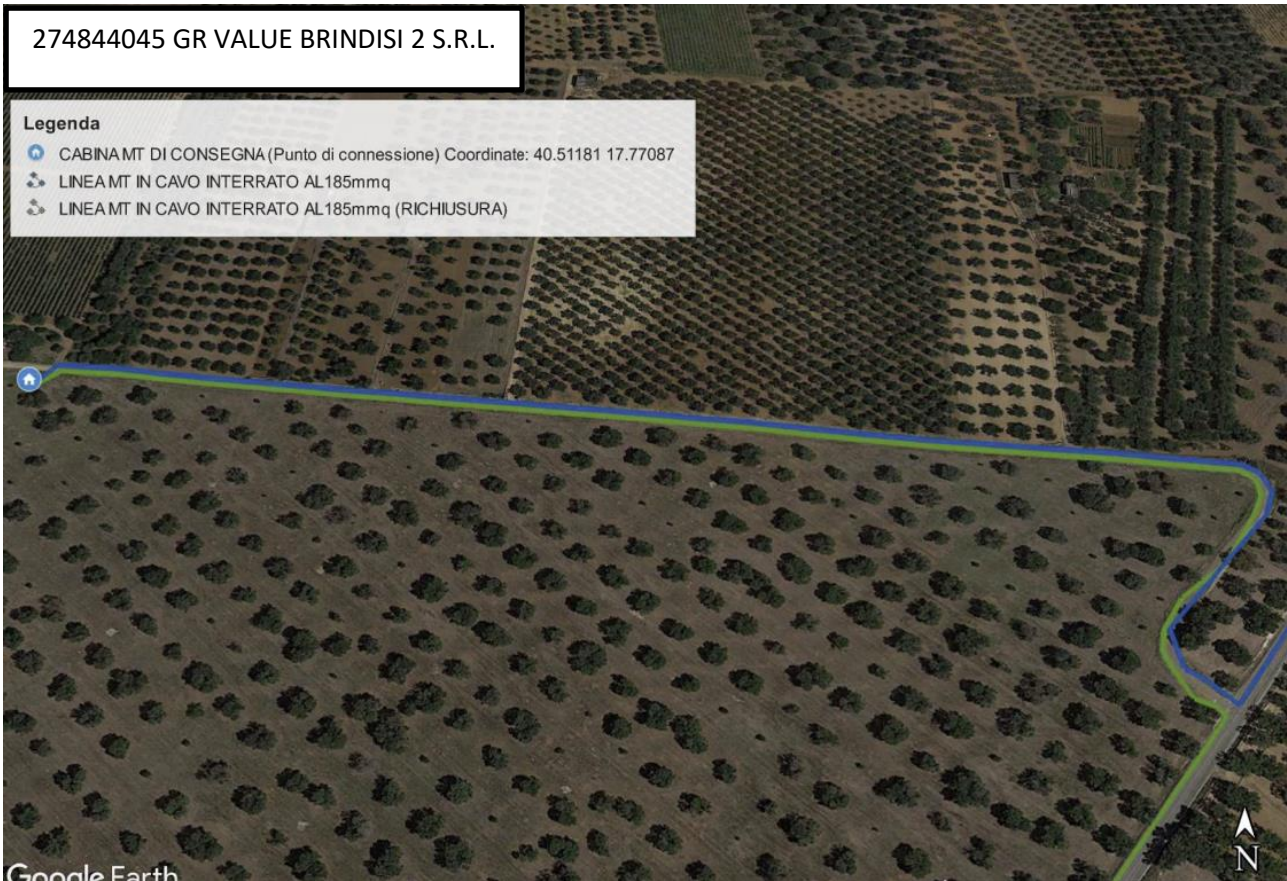 274844045 GR VALUE BRINDISI 2 S.R.L.
Legenda
CABINA MT DI CONSEGNA (Punto di connessione) Coordinate: 40.51181 17.77087
LINEA MT IN CAVO INTERRATO AL185mmq
LINEA MT IN CAVO INTERRATO AL185mmq (RICHIUSURA)
Google Earth
N